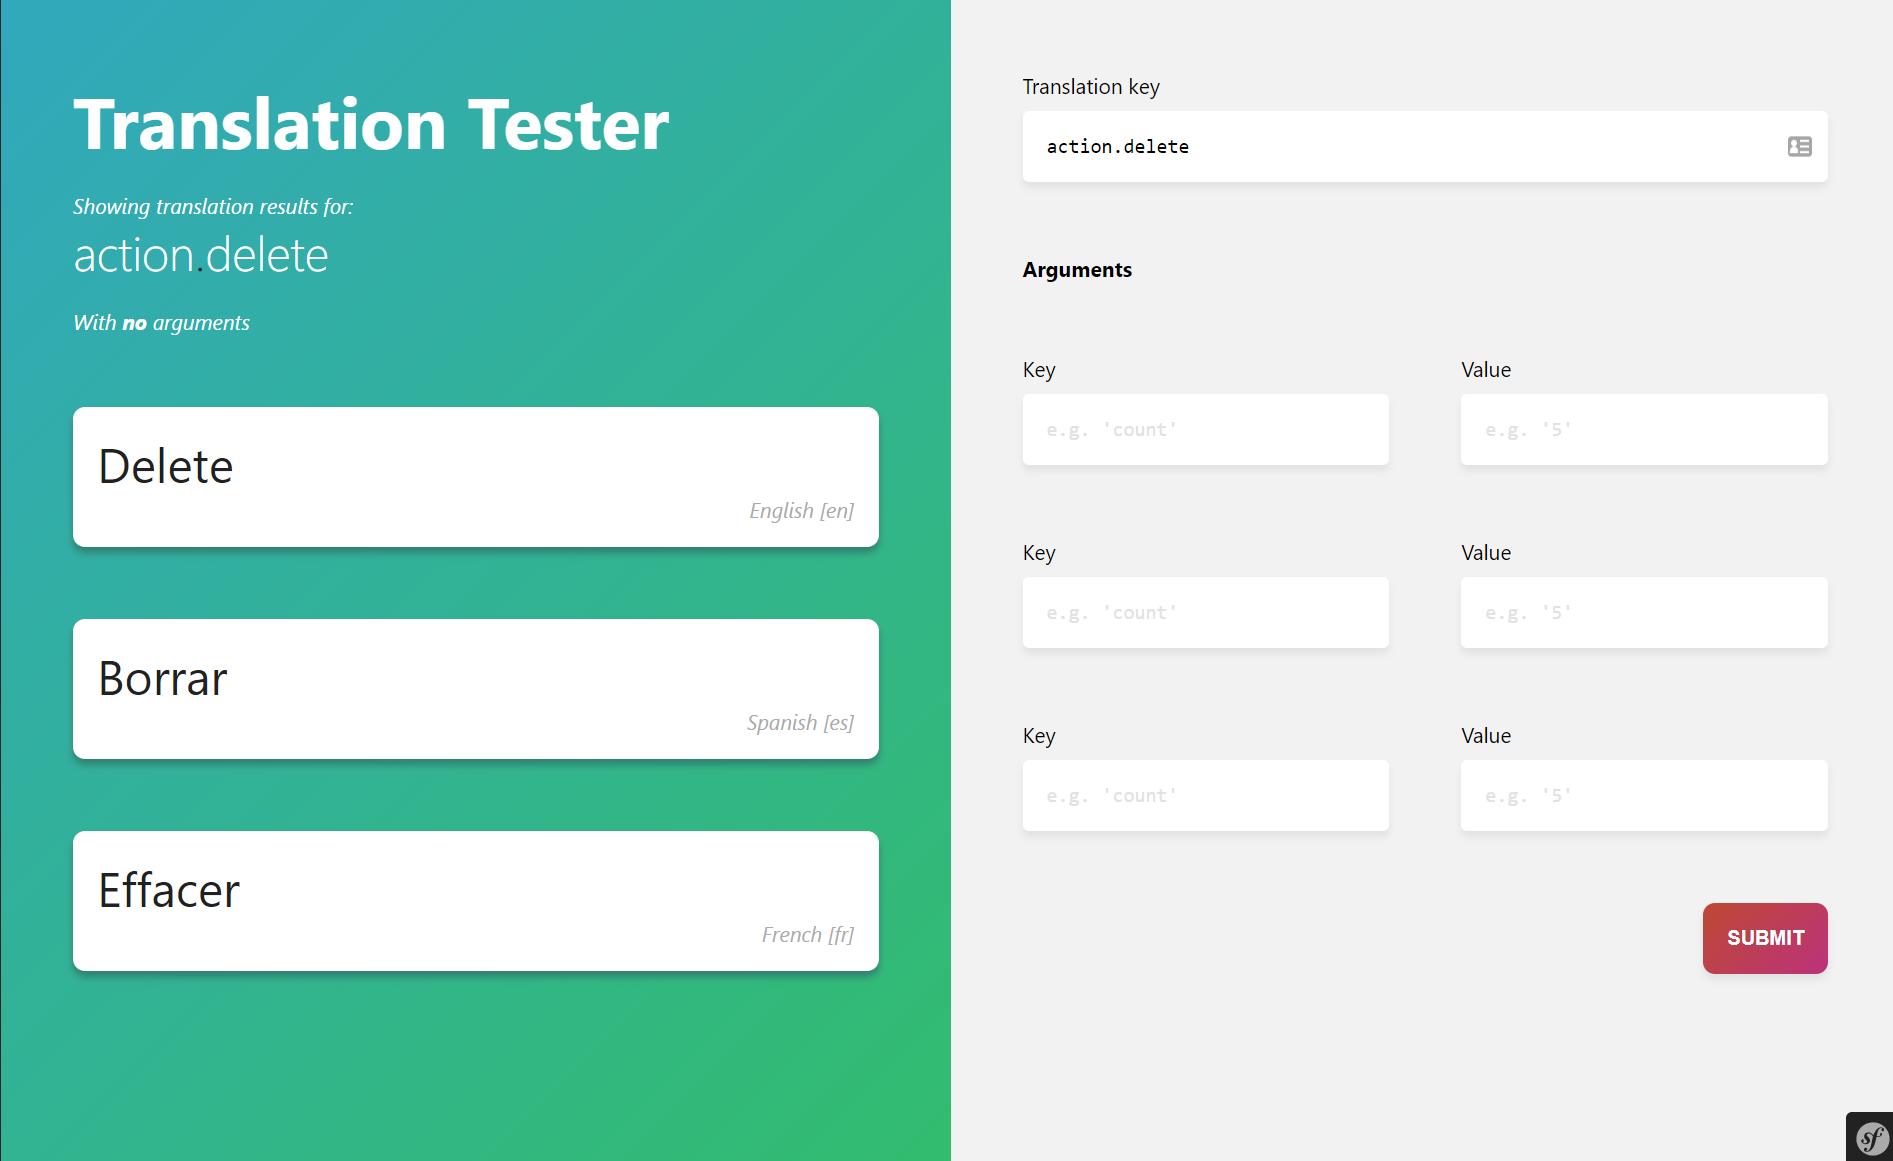 Translation Tester
Showing translation results for:
action.delete
With no arguments
Delete
English [en]
Borrar
Spanish [es]
Effacer
French [fr]
Translation key
action.delete
Arguments
Key Value
e.g. 'count' e.g. '5'
Key Value
e.g. 'count' e.g. '5'
Key Value
e.g. 'count' e.g. '5'
SUBMIT
sf